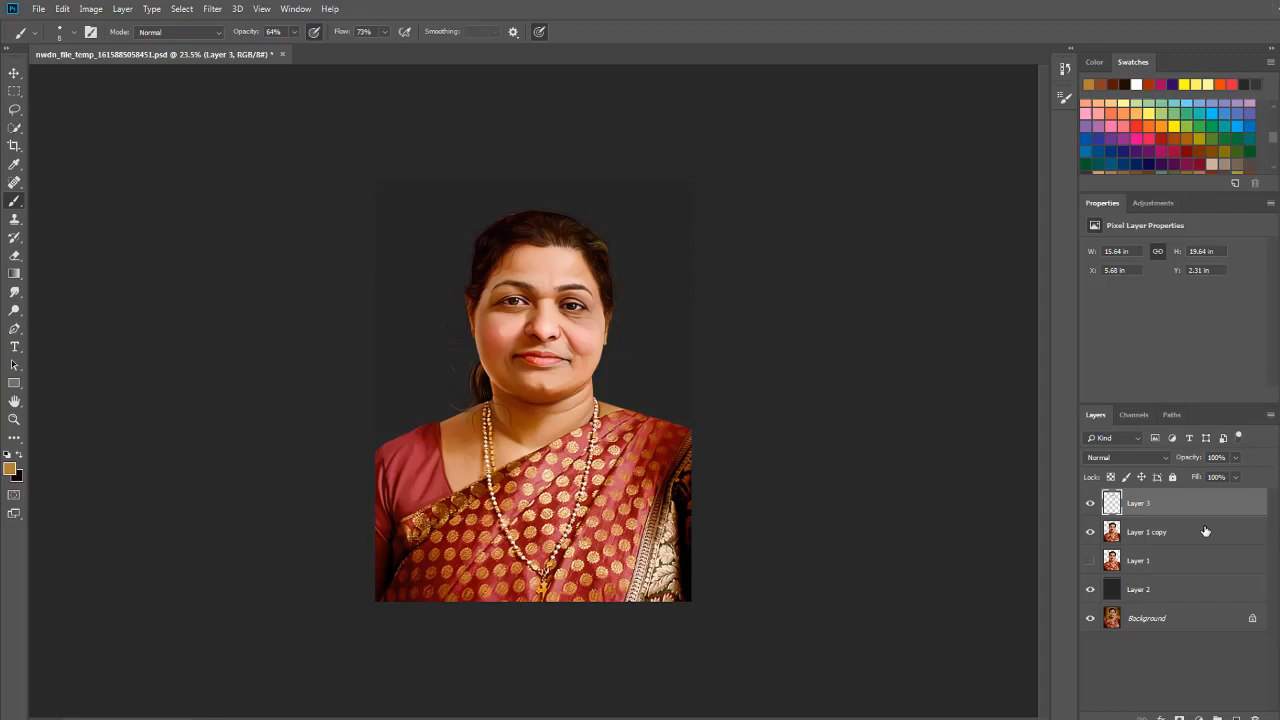 File Edit Image Layer Type Select Filter 3D View Window Help
8 Mode: Normal Opacity: 64% Flow: 73% Smoothing:
nwdn_file_temp_1615885058451.psd @ 23.5% (Layer 3, RGB/8#) * ×
Color Swatches
Properties Adjustments
Pixel Layer Properties
W: 15.64 in H: 19.64 in
X: 5.68 in Y: 2.31 in
Layers Channels Paths
Kind
Normal Opacity: 100%
Lock: Fill: 100%
Layer 3
Layer 1 copy
Layer 1
Layer 2
Background